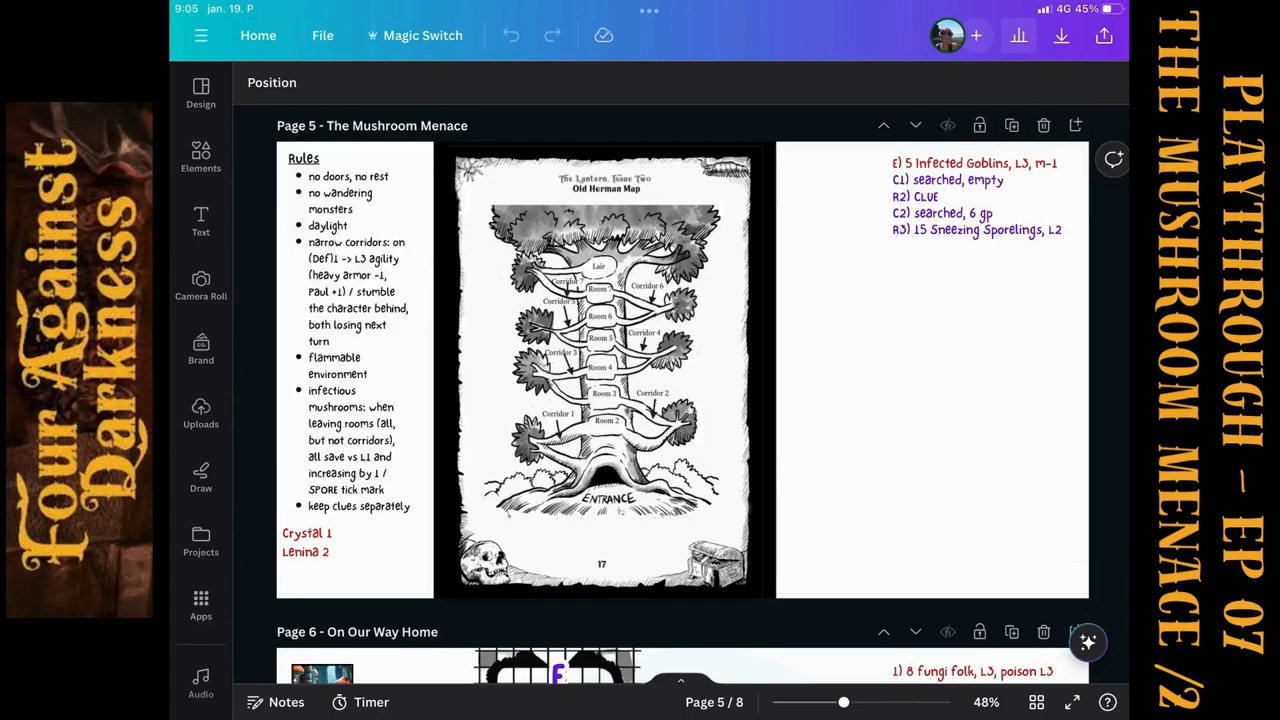 9:05 jan. 19. P
4G 45%
Home
File
Magic Switch
Design
Elements
Text
Camera Roll
Brand
Uploads
Draw
Projects
Apps
Audio
Position
Page 5 - The Mushroom Menace
Rules
no doors, no rest
no wandering
monsters
daylight
narrow corridors: on
(Def)1 -> L3 agility
(heavy armor -1,
Paul +1) / stumble
the character behind,
both losing next
turn
flammable
environment
infectious
mushrooms: when
leaving rooms (all,
but not corridors),
all save vs L1 and
increasing by 1 /
SPORE tick mark
keep clues separately
Crystal 1
Lenina 2
The Lantern, Issue Two
Old Herman Map
Lair
Corridor 7
Room 7
Corridor 6
Corridor 5
Room 6
Corridor 4
Room 5
Corridor 3
Room 4
Room 3
Corridor 2
Corridor 1
Room 2
ENTRANCE
17
E) 5 Infected Goblins, L3, m-1
C1) searched, empty
R2) CLUE
C2) searched, 6 gp
R3) 15 Sneezing Sporelings, L2
Page 6 - On Our Way Home
1) 8 fungi folk, L3, poison L3
Notes
Timer
Page 5 / 8
48%
Four Against
Darkness
PLAYTHROUGH – EP 07
THE MUSHROOM MENACE /2